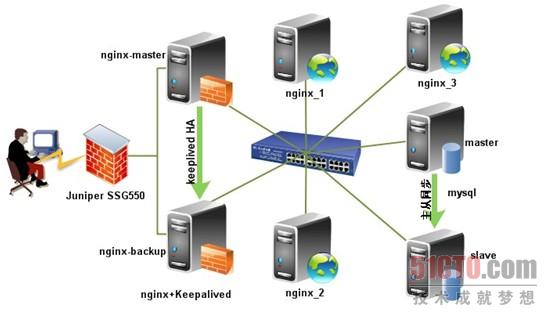 nginx-master
nginx_1
nginx_3
keeplived HA
master
Juniper SSG550
主从同步
mysql
nginx-backup
slave
nginx_2
nginx+Keepalived
51CTO.com
技术成就梦想